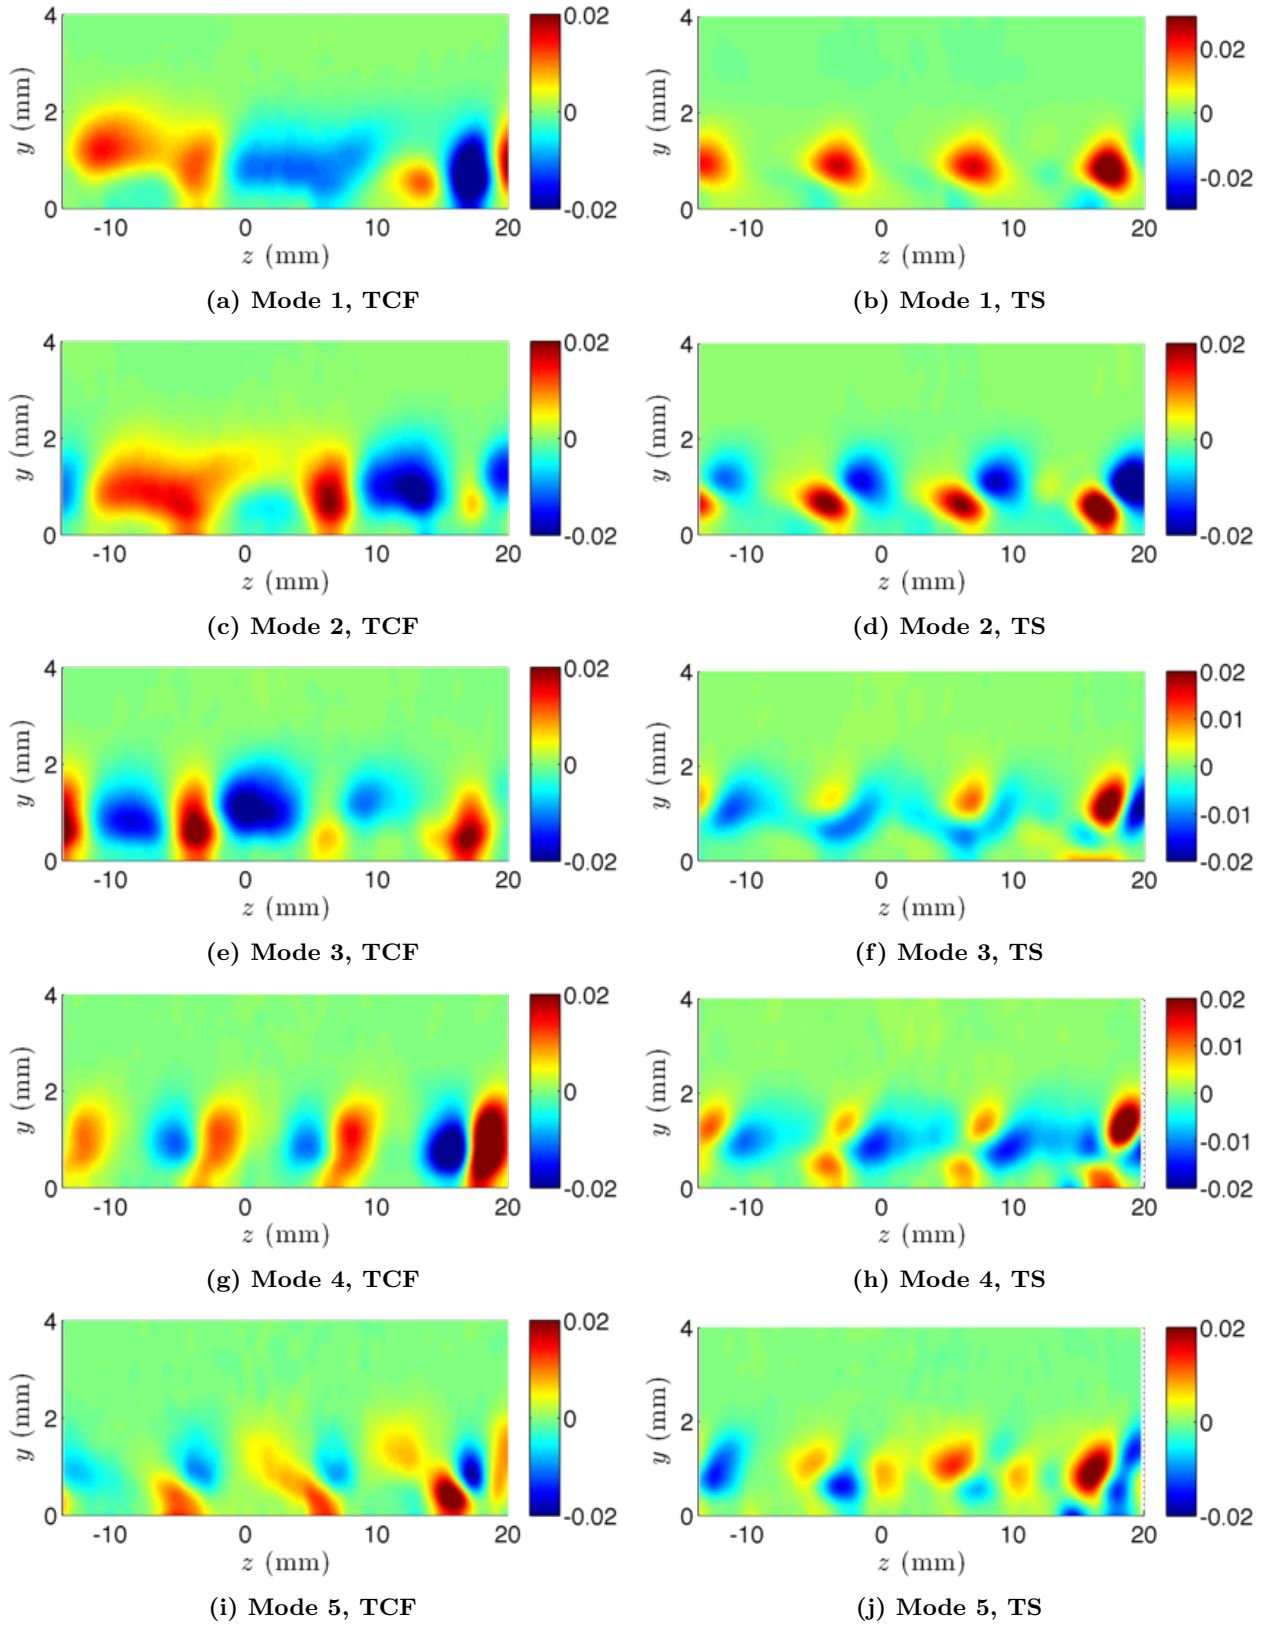 4 0.02
2
0 0
-0.02
-10 0 10 20
y (mm)
z (mm)
(a) Mode 1, TCF
4
0.02
2 0
-0.02
0
-10 0 10 20
y (mm)
z (mm)
(b) Mode 1, TS
4 0.02
2 0
0 -0.02
-10 0 10 20
y (mm)
z (mm)
(c) Mode 2, TCF
4 0.02
2 0
0 -0.02
-10 0 10 20
y (mm)
z (mm)
(d) Mode 2, TS
4 0.02
2 0
0 -0.02
-10 0 10 20
y (mm)
z (mm)
(e) Mode 3, TCF
4 0.02
0.01
2 0
-0.01
0 -0.02
-10 0 10 20
y (mm)
z (mm)
(f) Mode 3, TS
4 0.02
2 0
0 -0.02
-10 0 10 20
y (mm)
z (mm)
(g) Mode 4, TCF
4 0.02
0.01
2 0
-0.01
0 -0.02
-10 0 10 20
y (mm)
z (mm)
(h) Mode 4, TS
4 0.02
2 0
0 -0.02
-10 0 10 20
y (mm)
z (mm)
(i) Mode 5, TCF
4 0.02
2 0
0 -0.02
-10 0 10 20
y (mm)
z (mm)
(j) Mode 5, TS